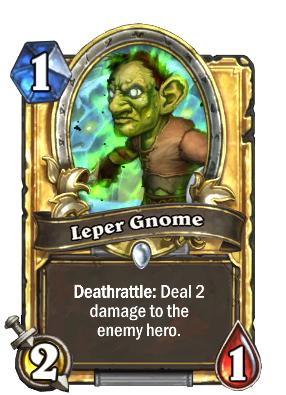 1
Leper Gnome
Deathrattle: Deal 2
damage to the
enemy hero.
2
1